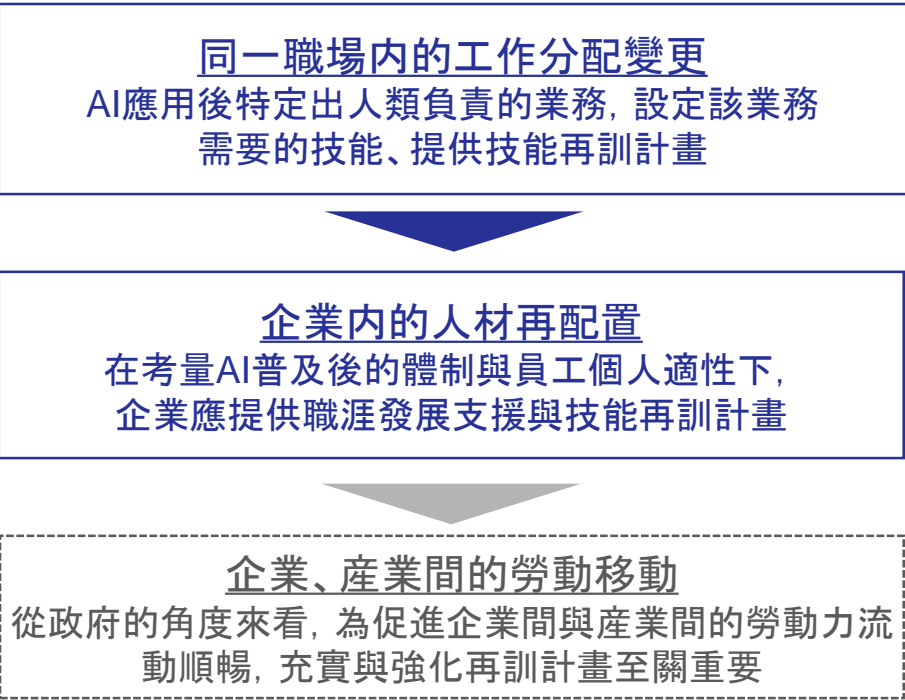 同一職場内的工作分配變更
AI應用後特定出人類負責的業務, 設定該業務
需要的技能、提供技能再訓計畫
企業内的人材再配置
在考量AI普及後的體制與員工個人適性下,
企業應提供職涯發展支援與技能再訓計畫
企業、産業間的勞動移動
從政府的角度來看, 為促進企業間與産業間的勞動力流
動順暢, 充實與強化再訓計畫至關重要